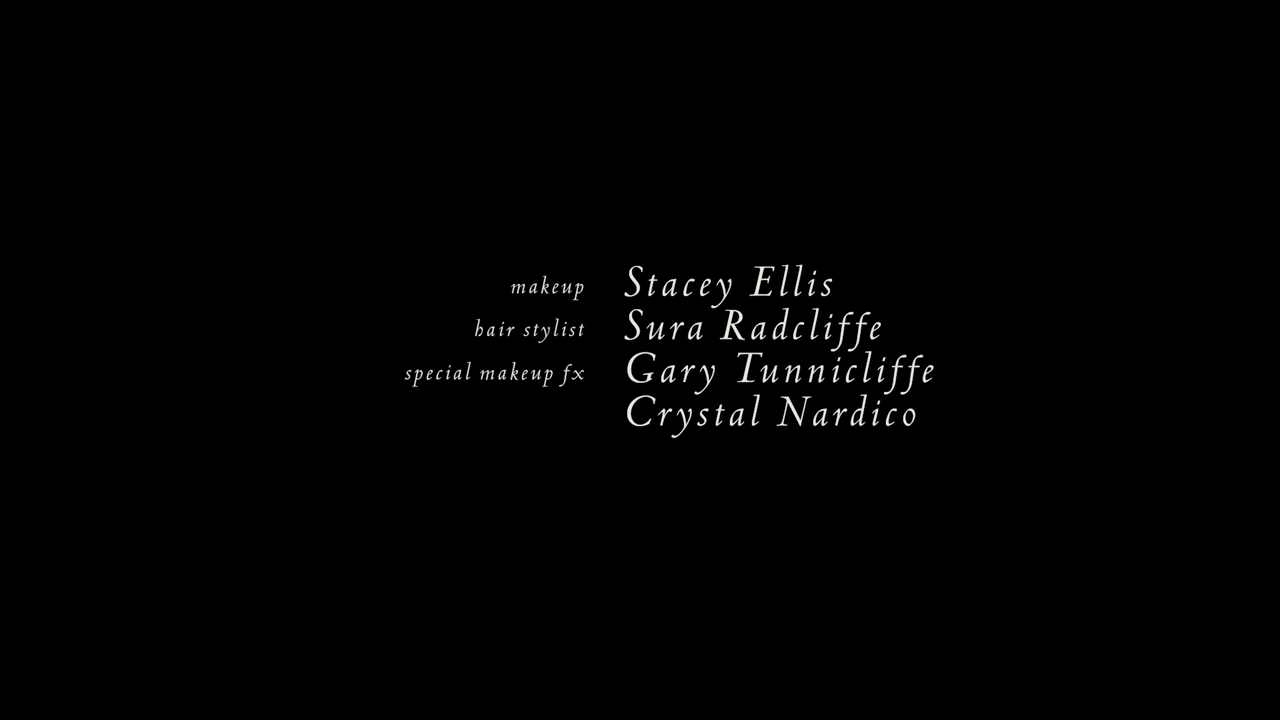 makeup Stacey Ellis
hair stylist Sura Radcliffe
special makeup fx Gary Tunnicliffe
Crystal Nardico